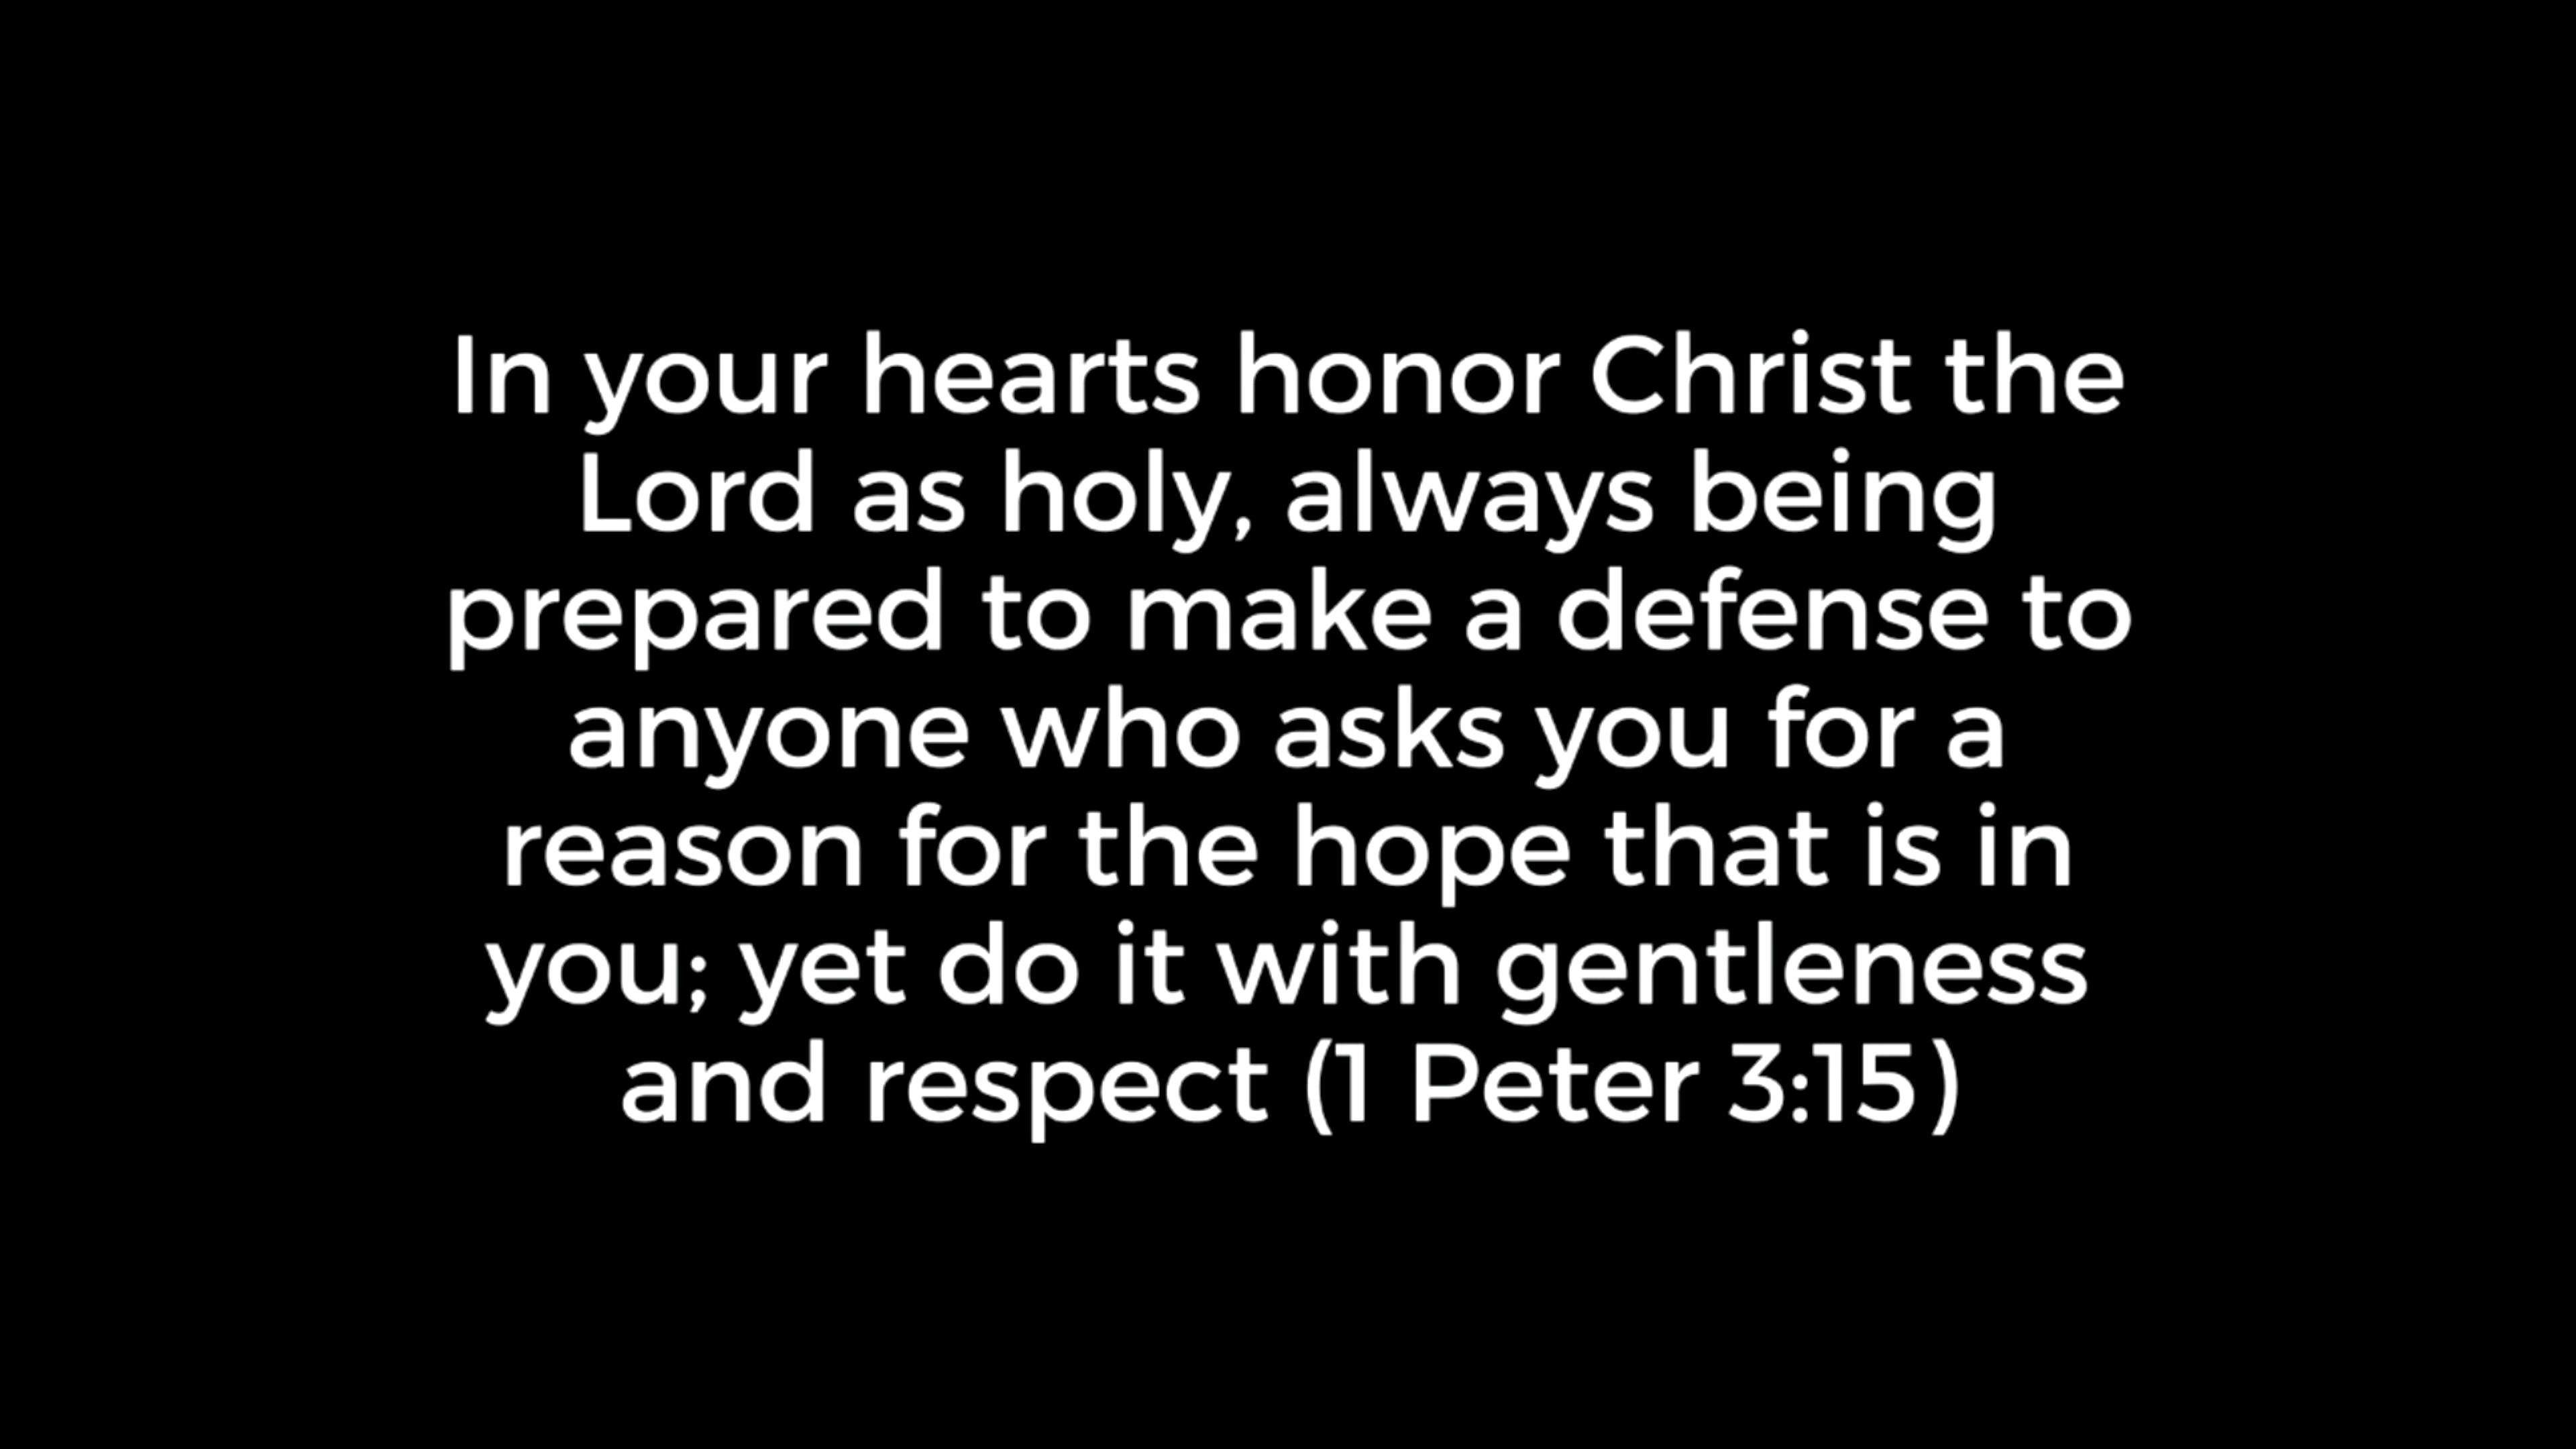 In your hearts honor Christ the
Lord as holy, always being
prepared to make a defense to
anyone who asks you for a
reason for the hope that is in
you; yet do it with gentleness
and respect (1 Peter 3:15)